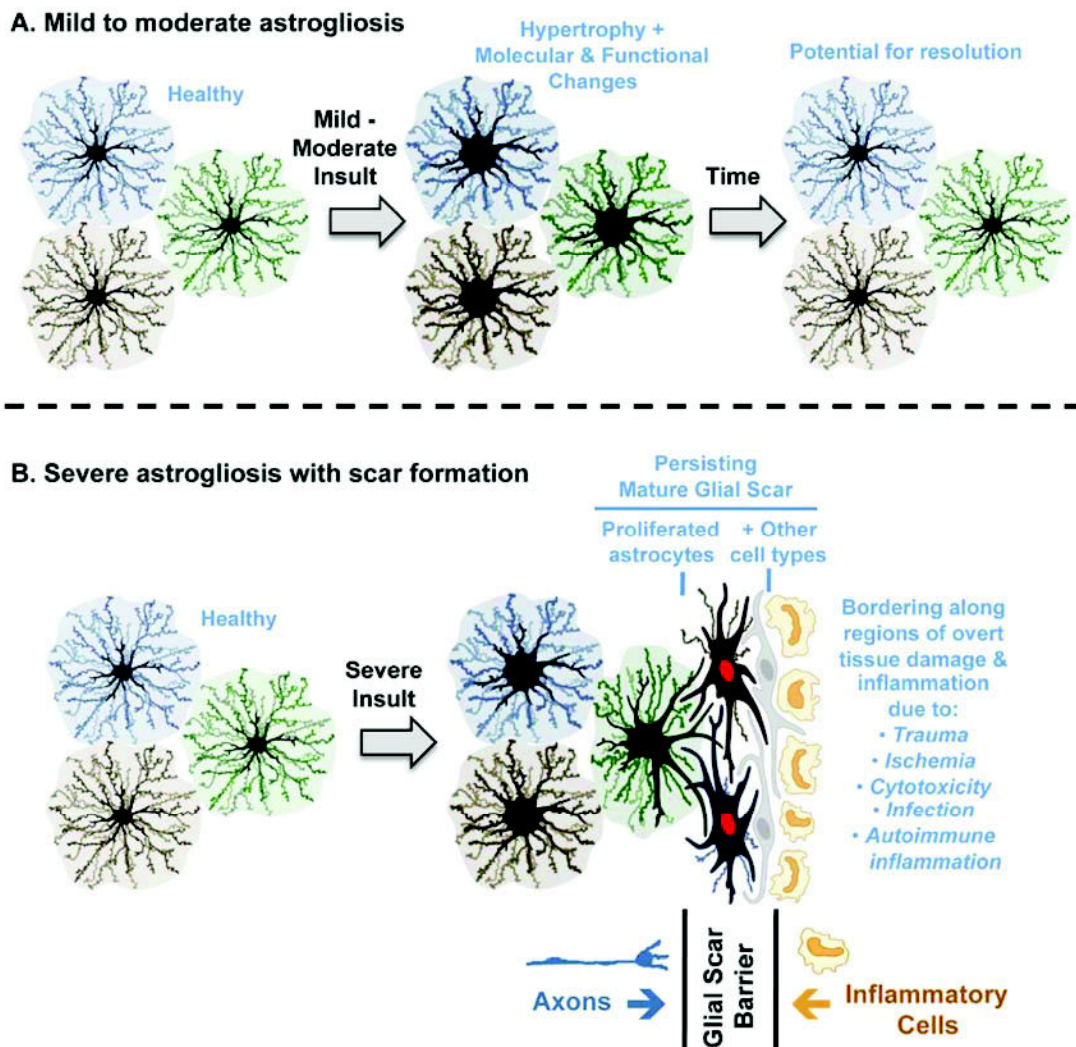 A. Mild to moderate astrogliosis
Healthy
Mild -
Moderate
Insult
Hypertrophy +
Molecular & Functional
Changes
Time
Potential for resolution
B. Severe astrogliosis with scar formation
Healthy
Severe
Insult
Persisting
Mature Glial Scar
Proliferated
astrocytes
+ Other
cell types
Bordering along
regions of overt
tissue damage &
inflammation
due to:
• Trauma
• Ischemia
• Cytotoxicity
• Infection
• Autoimmune
inflammation
Axons
Glial Scar
Barrier
Inflammatory
Cells